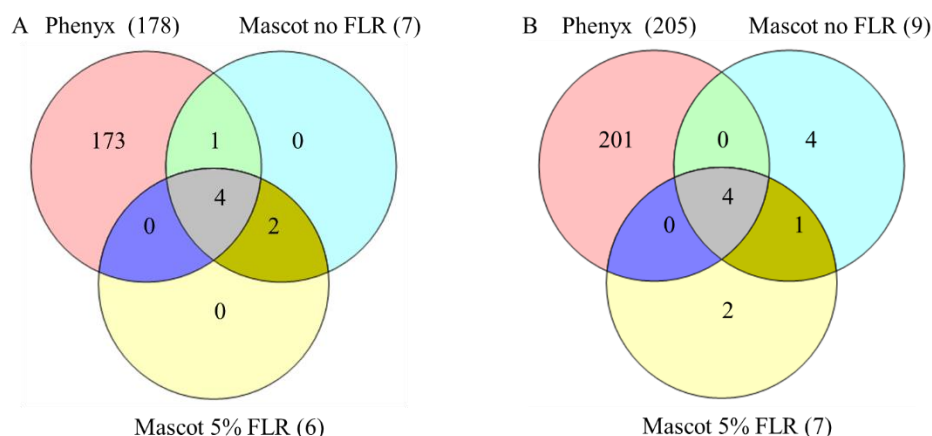 A Phenyx (178) Mascot no FLR (7)
173 1 0
4
0 2
0
Mascot 5% FLR (6)
B Phenyx (205) Mascot no FLR (9)
201 0 4
4
0 1
2
Mascot 5% FLR (7)